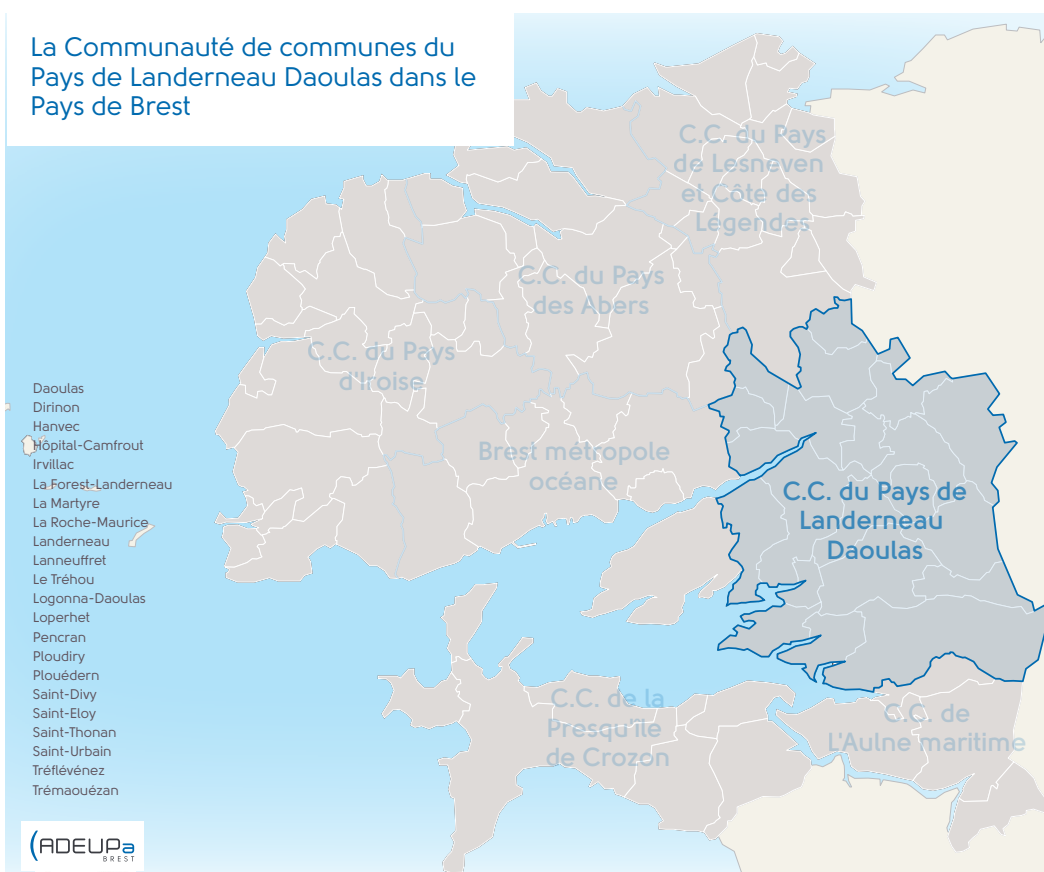 La Communauté de communes du
Pays de Landerneau Daoulas dans le
Pays de Brest
C.C. du Pays
de Lesneven
et Côte des
Légendes
C.C. du Pays
des Abers
C.C. du Pays
d'Iroise
Brest métropole
océane
C.C. du Pays de
Landerneau
Daoulas
C.C. de la
Presqu'île
de Crozon
C.C. de
L'Aulne maritime
Daoulas
Dirinon
Hanvec
Hôpital-Camfrout
Irvillac
La Forest-Landerneau
La Martyre
La Roche-Maurice
Landerneau
Lanneuffret
Le Tréhou
Logonna-Daoulas
Loperhet
Pencran
Ploudiry
Plouédern
Saint-Divy
Saint-Eloy
Saint-Thonan
Saint-Urbain
Tréflévénez
Trémaouézan
ADEUPa
BREST